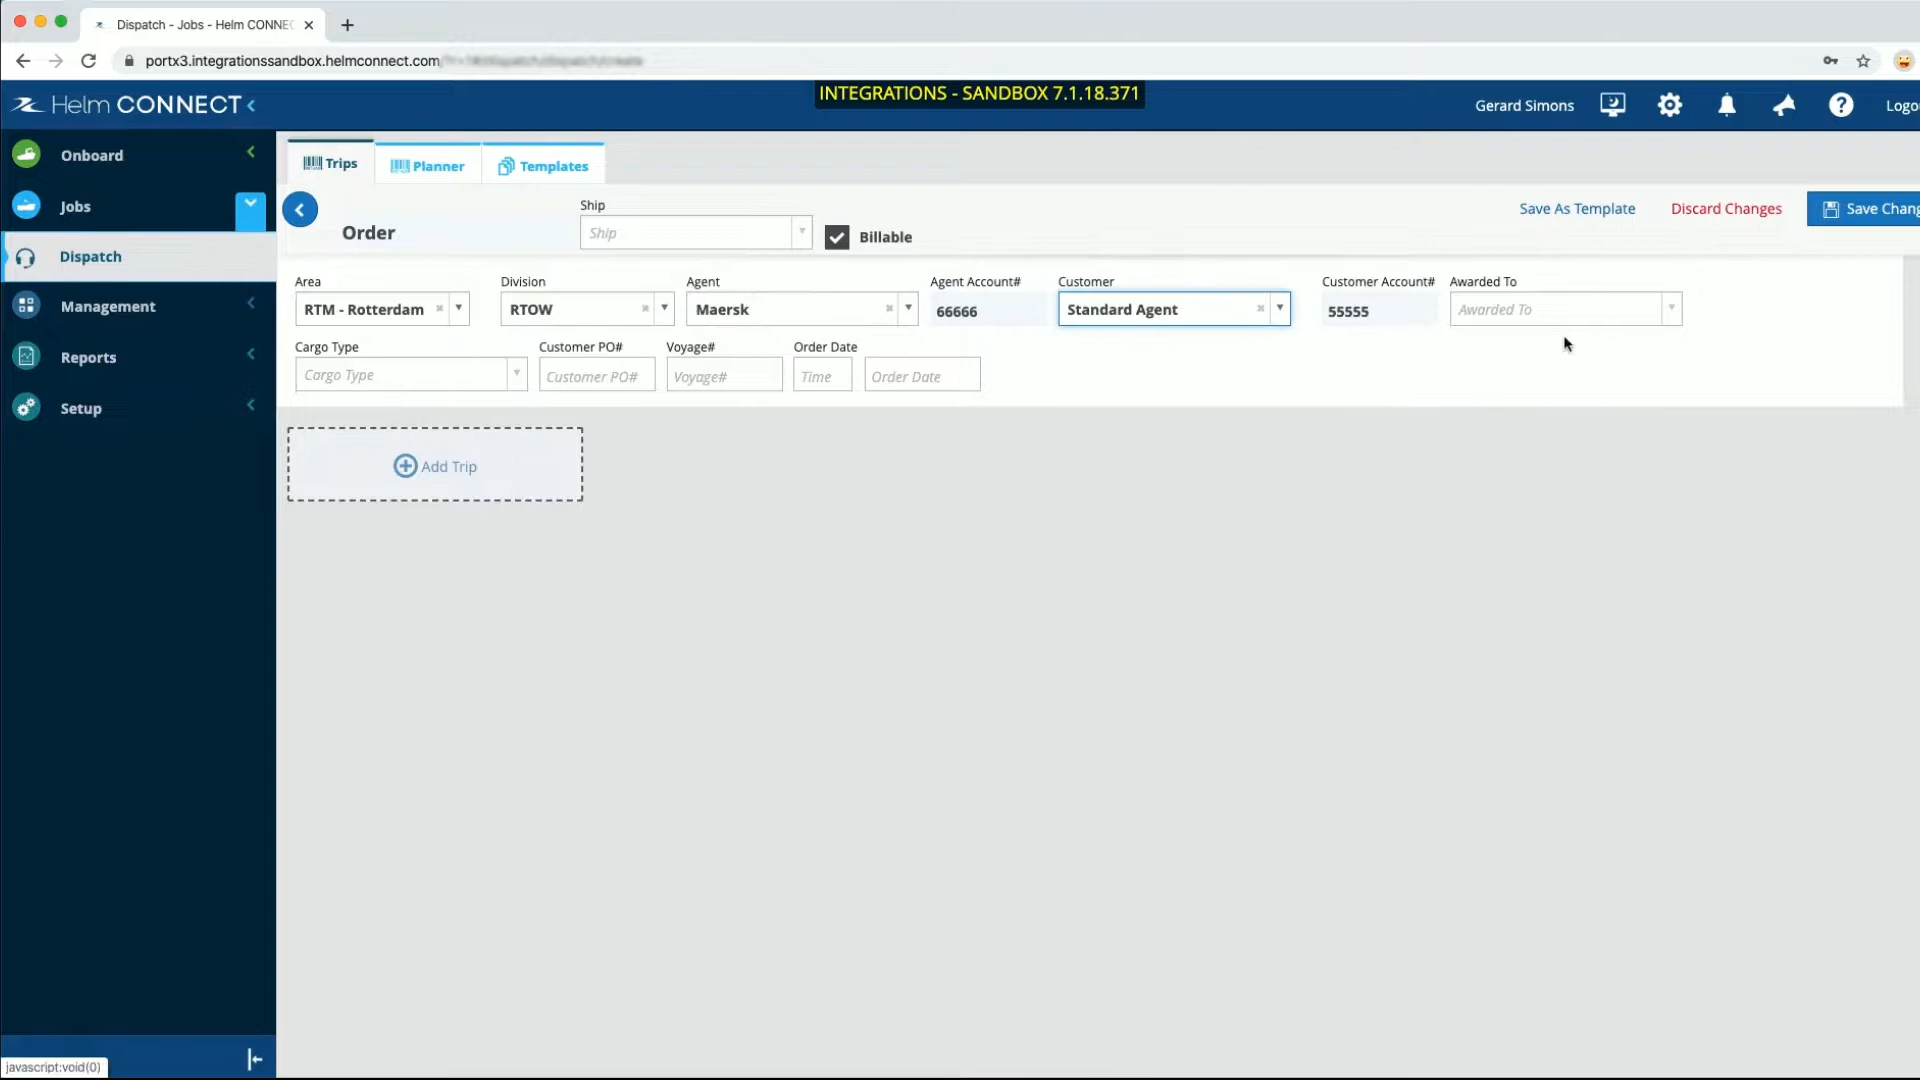 Dispatch - Jobs - Helm CONNEC
portx3.integrationssandbox.helmconnect.com
Helm CONNECT
INTEGRATIONS - SANDBOX 7.1.18.371
Gerard Simons
Logou
Onboard
Jobs
Dispatch
Management
Reports
Setup
Trips
Planner
Templates
Order
Ship
Ship
Billable
Save As Template
Discard Changes
Save Chang
Area
Division
Agent
Agent Account#
Customer
Customer Account#
Awarded To
RTM - Rotterdam
RTOW
Maersk
66666
Standard Agent
55555
Awarded To
Cargo Type
Customer PO#
Voyage#
Order Date
Cargo Type
Customer PO#
Voyage#
Time
Order Date
Add Trip
javascript:void(0)